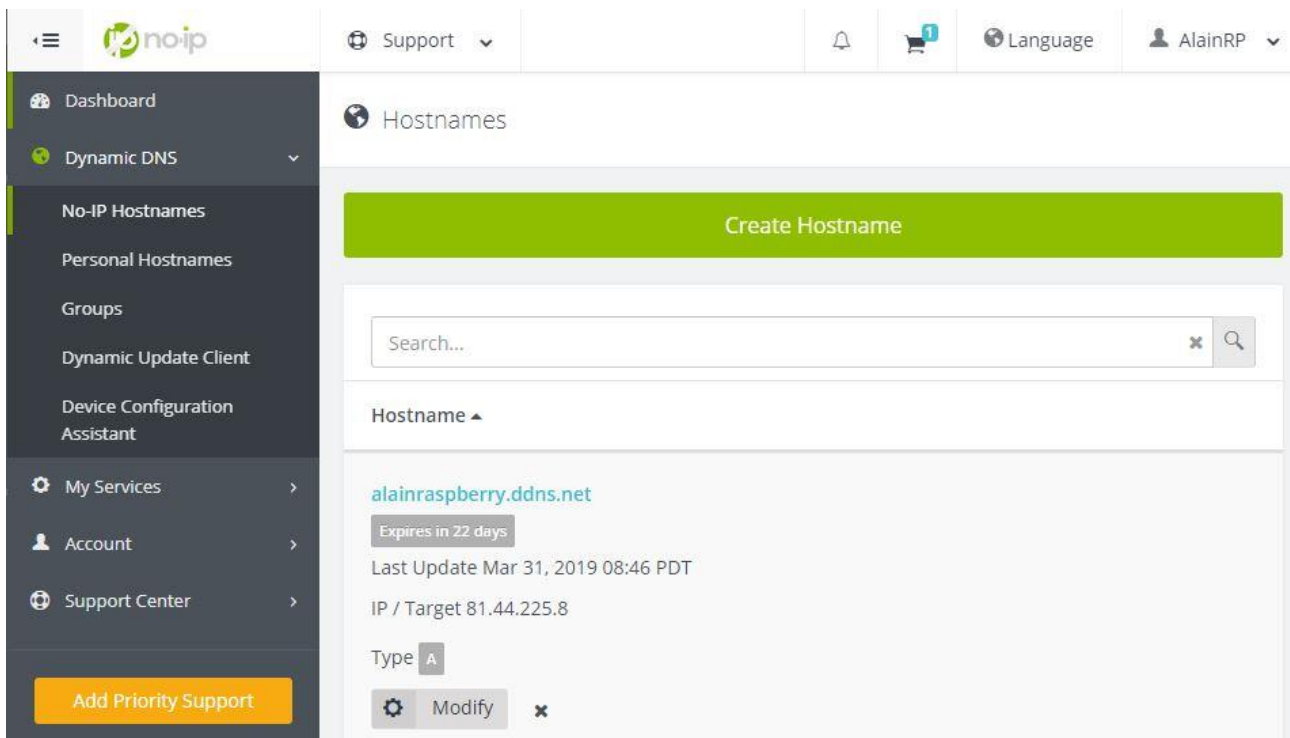 no·ip
Support
1
Language
AlainRP
Dashboard
Dynamic DNS
No-IP Hostnames
Personal Hostnames
Groups
Dynamic Update Client
Device Configuration
Assistant
My Services
Account
Support Center
Add Priority Support
Hostnames
Create Hostname
Search...
Hostname
alainraspberry.ddns.net
Expires in 22 days
Last Update Mar 31, 2019 08:46 PDT
IP / Target 81.44.225.8
Type A
Modify